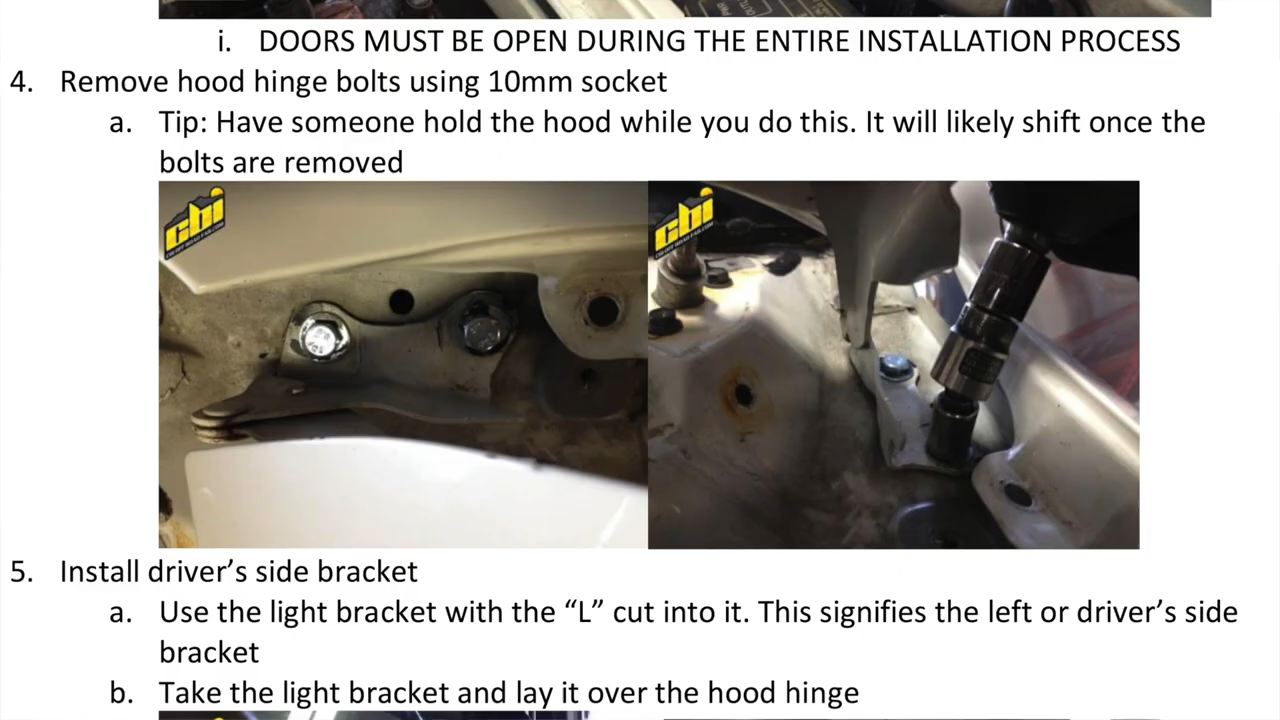 i. DOORS MUST BE OPEN DURING THE ENTIRE INSTALLATION PROCESS
4. Remove hood hinge bolts using 10mm socket
a. Tip: Have someone hold the hood while you do this. It will likely shift once the
bolts are removed
cbi
cbi
5. Install driver’s side bracket
a. Use the light bracket with the “L” cut into it. This signifies the left or driver’s side
bracket
b. Take the light bracket and lay it over the hood hinge